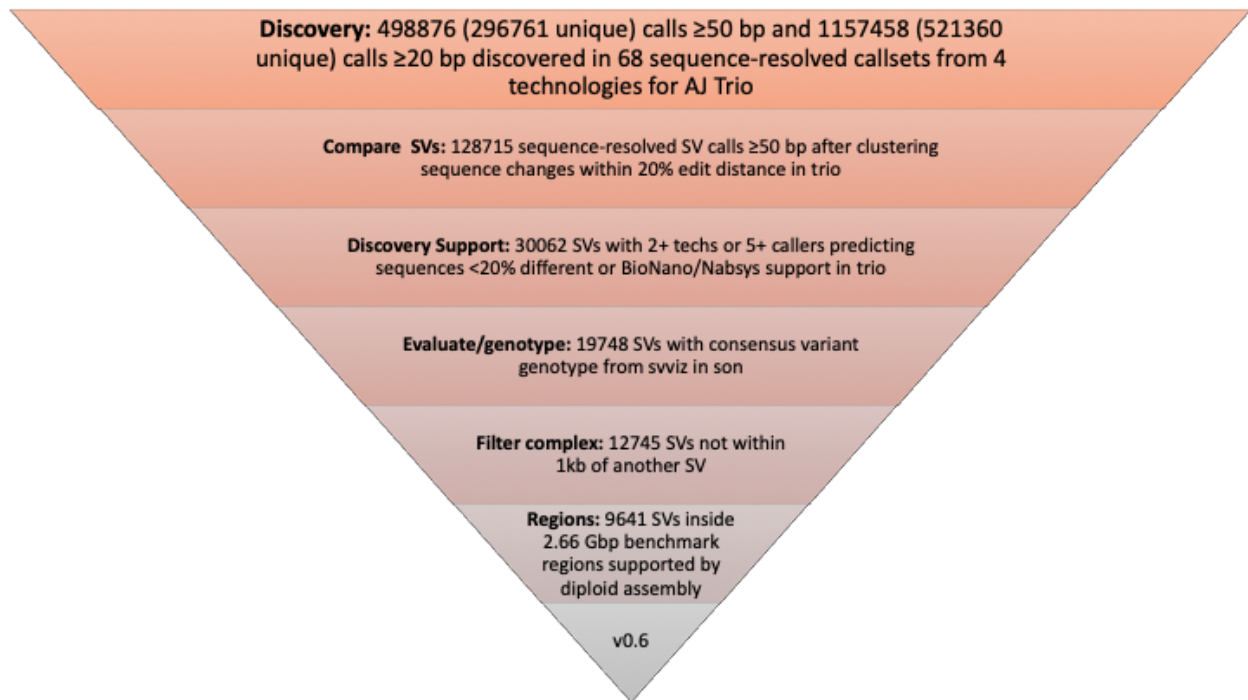 Discovery: 498876 (296761 unique) calls ≥50 bp and 1157458 (521360
unique) calls ≥20 bp discovered in 68 sequence-resolved callsets from 4
technologies for AJ Trio
Compare  SVs: 128715 sequence-resolved SV calls ≥50 bp after clustering
sequence changes within 20% edit distance in trio
Discovery Support: 30062 SVs with 2+ techs or 5+ callers predicting
sequences <20% different or BioNano/Nabsys support in trio
Evaluate/genotype: 19748 SVs with consensus variant
genotype from svviz in son
Filter complex: 12745 SVs not within
1kb of another SV
Regions: 9641 SVs inside
2.66 Gbp benchmark
regions supported by
diploid assembly
v0.6